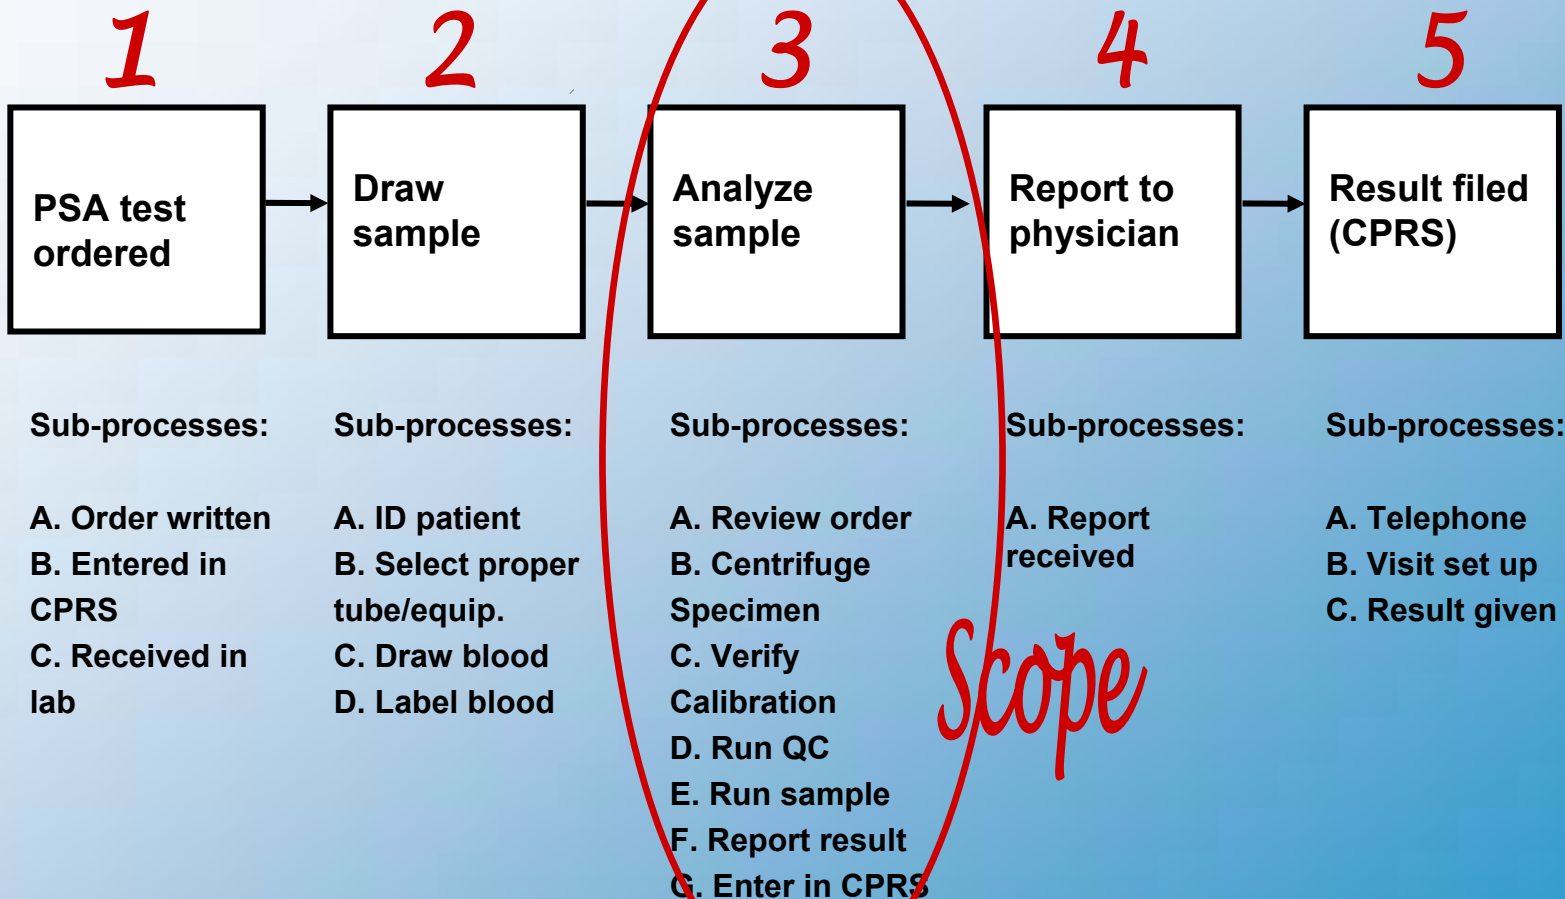 1
2
3
4
5
PSA test
ordered
Draw
sample
Analyze
sample
Report to
physician
Result filed
(CPRS)
Sub-processes:
A. Order written
B. Entered in
CPRS
C. Received in
lab
Sub-processes:
A. ID patient
B. Select proper
tube/equip.
C. Draw blood
D. Label blood
Sub-processes:
A. Review order
B. Centrifuge
Specimen
C. Verify
Calibration
D. Run QC
E. Run sample
F. Report result
G. Enter in CPRS
Sub-processes:
A. Report
received
Scope
Sub-processes:
A. Telephone
B. Visit set up
C. Result given